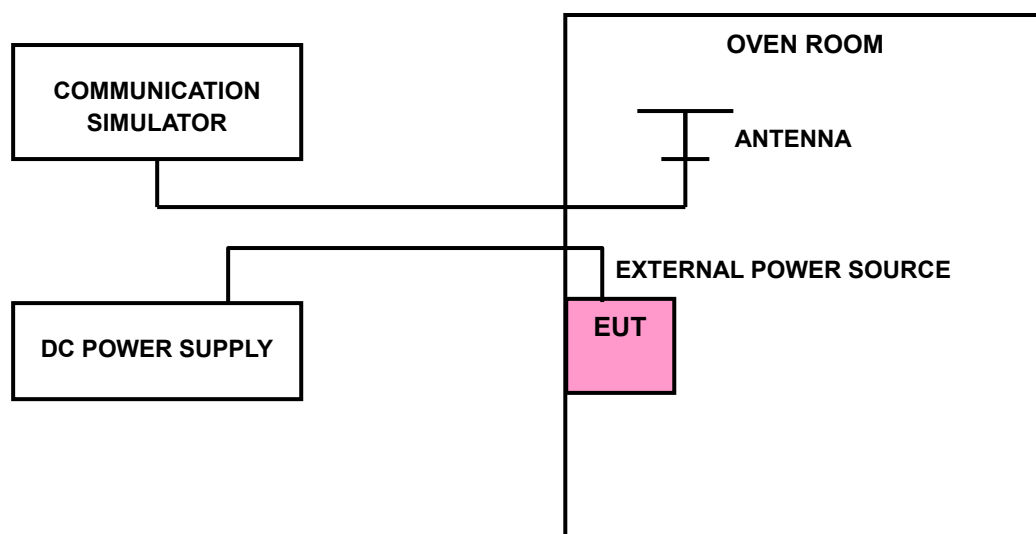 OVEN ROOM
COMMUNICATION
SIMULATOR
ANTENNA
EXTERNAL POWER SOURCE
EUT
DC POWER SUPPLY